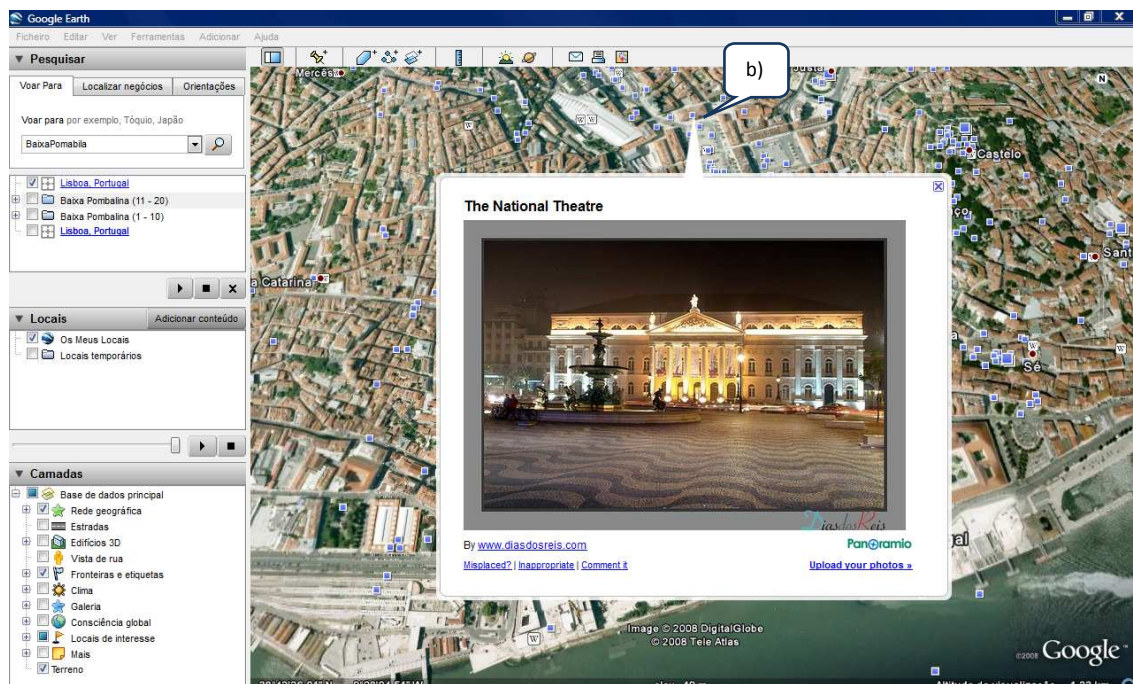 Google Earth
Ficheiro Editar Ver Ferramentas Adicionar Ajuda
Pesquisar
Voar Para Localizar negócios Orientações
Voar para por exemplo, Tóquio, Japão
BaixaPomabila
Lisboa, Portugal
Baixa Pombalina (11 - 20)
Baixa Pombalina (1 - 10)
Lisboa, Portugal
Locais Adicionar conteúdo
Os Meus Locais
Locais temporários
Camadas
Base de dados principal
Rede geográfica
Estradas
Edifícios 3D
Vista de rua
Fronteiras e etiquetas
Clima
Galeria
Consciência global
Locais de interesse
Mais
Terreno
b)
Mercês
N
Castelo
a Catarina
Sant
Sé
The National Theatre
DiasdosReis
By www.diasdosreis.com
Panoramio
Misplaced? | Inappropriate | Comment it
Upload your photos »
gal
Image © 2008 DigitalGlobe
© 2008 Tele Atlas
©2008 Google